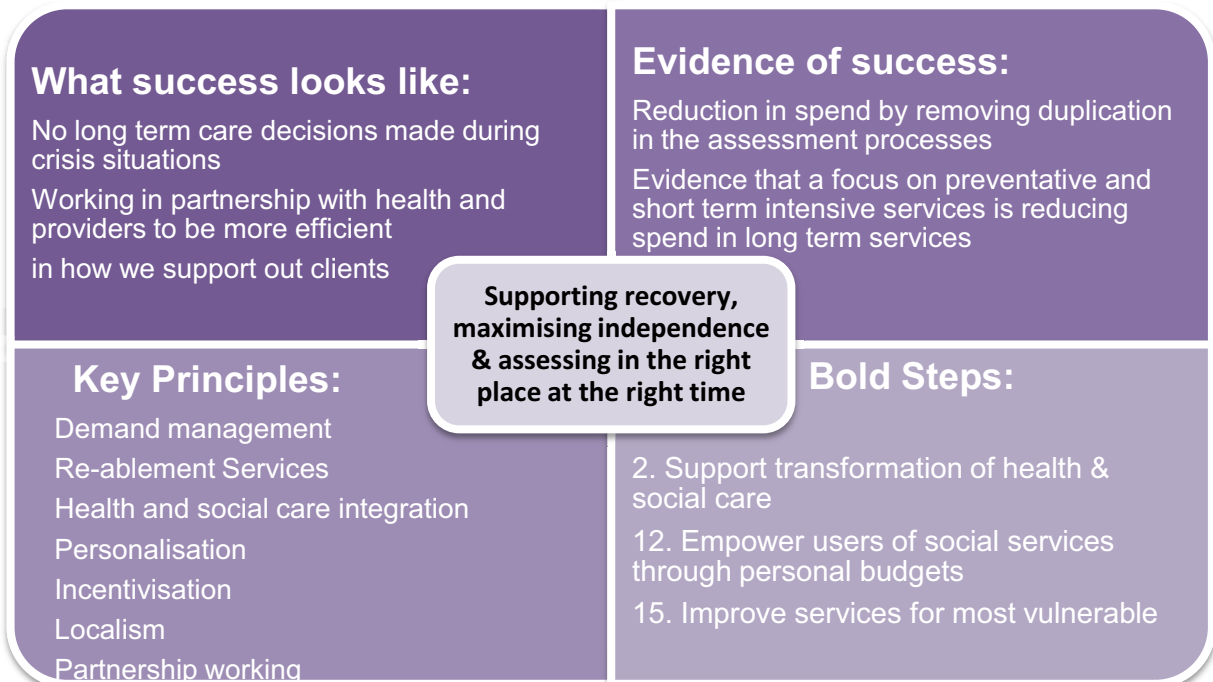 What success looks like:
No long term care decisions made during
crisis situations
Working in partnership with health and
providers to be more efficient
in how we support out clients
Evidence of success:
Reduction in spend by removing duplication
in the assessment processes
Evidence that a focus on preventative and
short term intensive services is reducing
spend in long term services
Supporting recovery,
maximising independence
& assessing in the right
place at the right time
Key Principles:
Demand management
Re-ablement Services
Health and social care integration
Personalisation
Incentivisation
Localism
Partnership working
Bold Steps:
2. Support transformation of health &
social care
12. Empower users of social services
through personal budgets
15. Improve services for most vulnerable